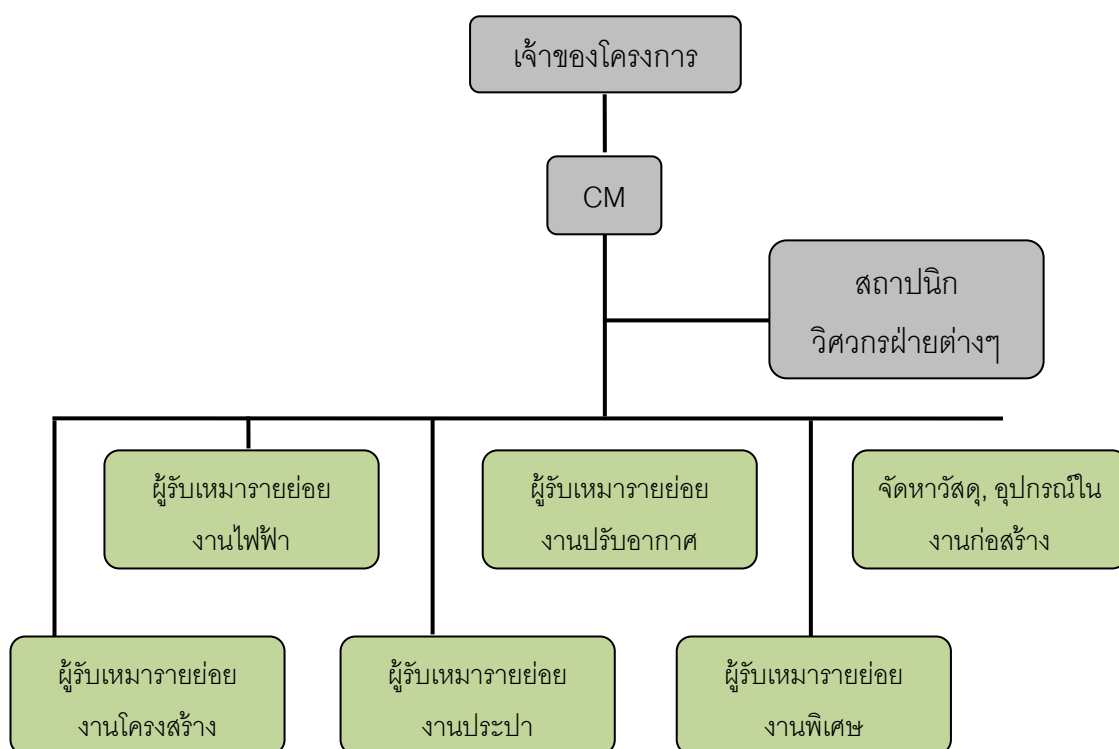 เจ้าของโครงการ
CM
สถาปนิก
วิศวกรฝ่ายต่างๆ
ผู้รับเหมารายย่อย
งานไฟฟ้า
ผู้รับเหมารายย่อย
งานปรับอากาศ
จัดหาวัสดุ, อุปกรณ์ใน
งานก่อสร้าง
ผู้รับเหมารายย่อย
งานโครงสร้าง
ผู้รับเหมารายย่อย
งานประปา
ผู้รับเหมารายย่อย
งานพิเศษ